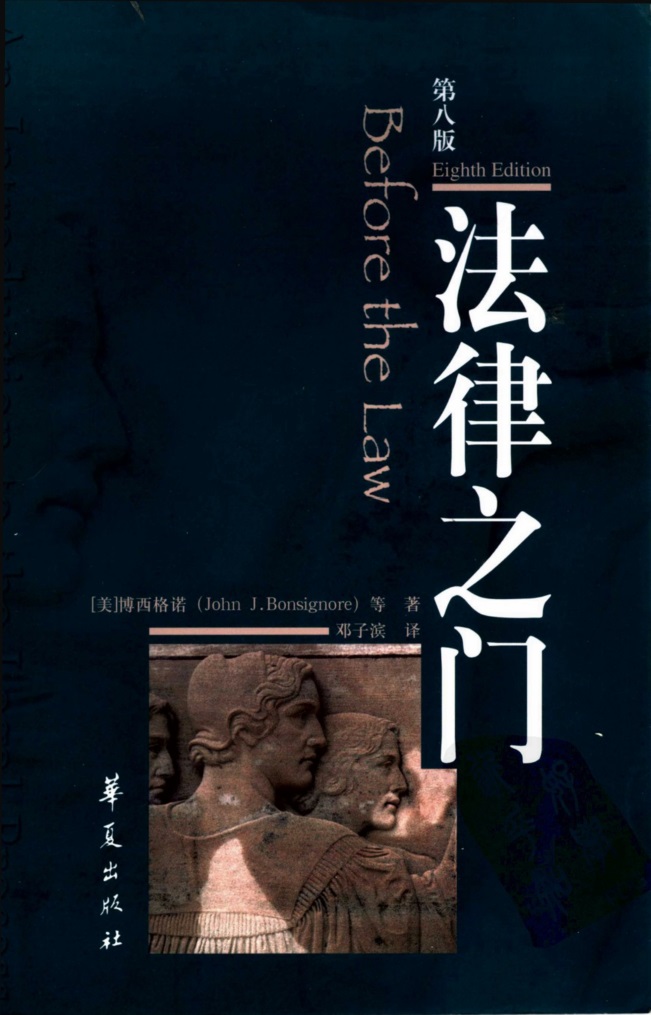 第八版
Eighth Edition
法律之门
Before the Law
[美]博西格诺（John J.Bonsignore）等 著
邓子滨 译
華夏出版社